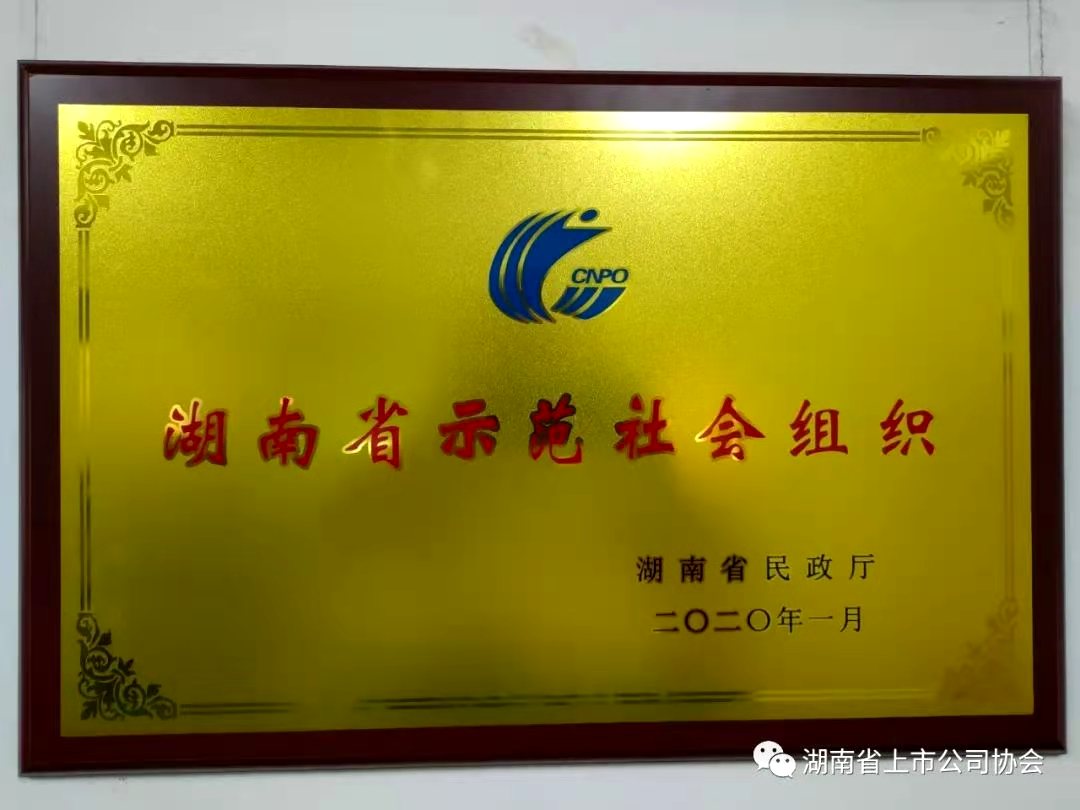 CNPO
湖南省示范社会组织
湖南省民政厅
二〇二〇年一月
湖南省上市公司协会